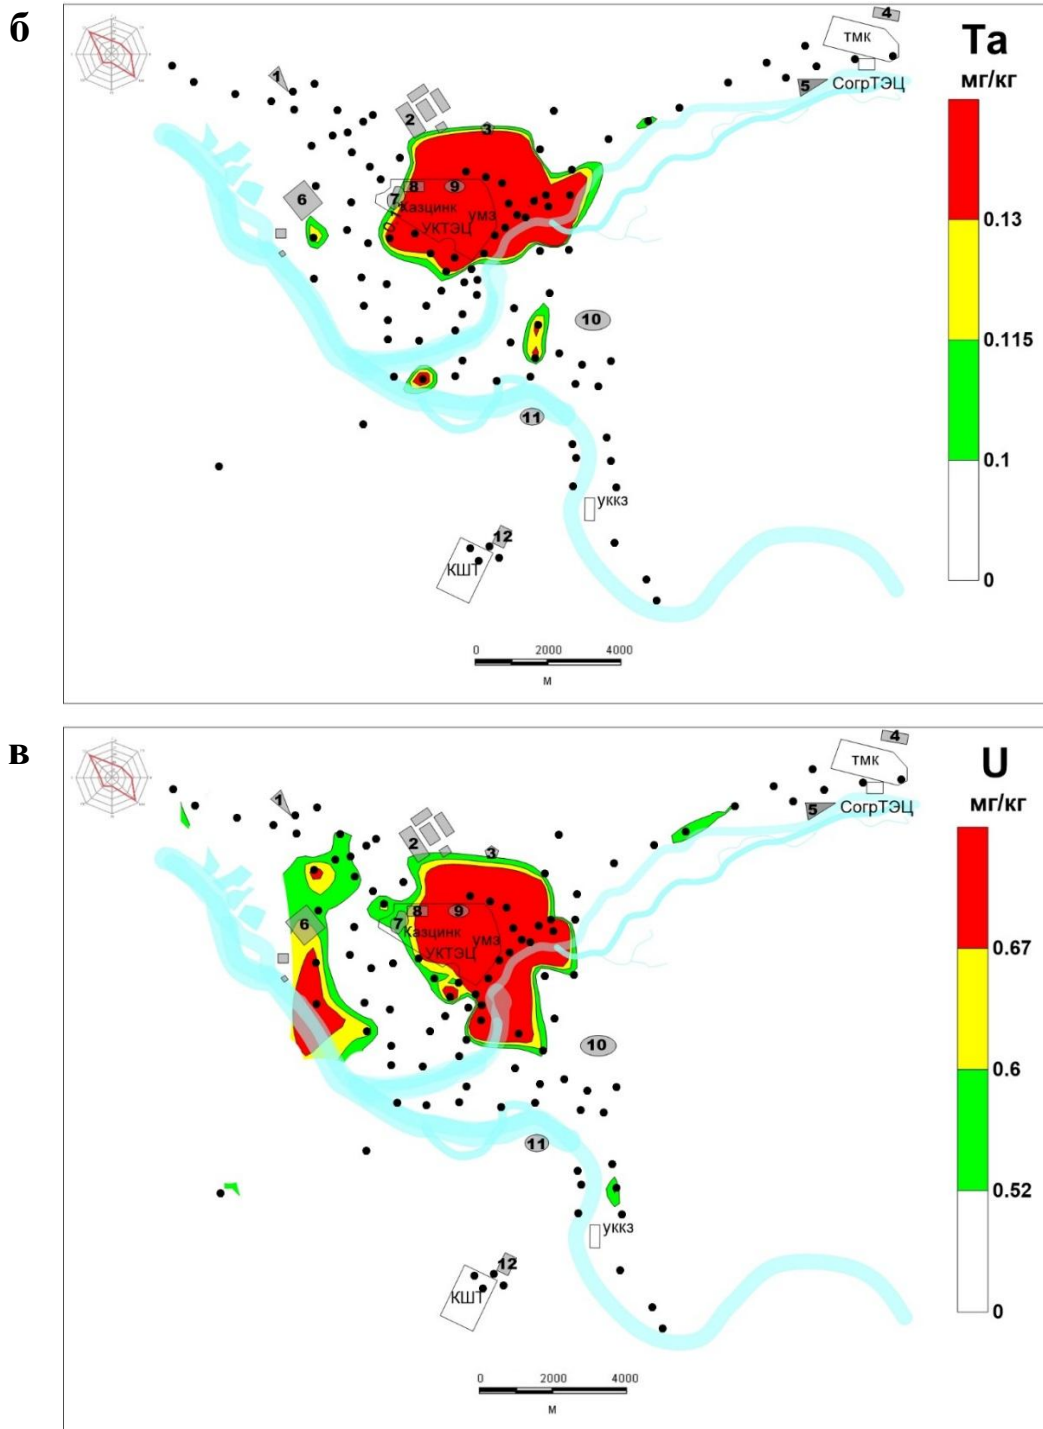 б
4
ТМК
Ta
мг/кг
1
5
СогрТЭЦ
2
3
6
7
8
9
Казцинк
умз
УКТЭЦ
0.13
0.115
0.1
0
10
11
уккз
12
КШТ
0 2000 4000
м
в
4
ТМК
U
мг/кг
1
5
СогрТЭЦ
2
3
6
7
8
9
Казцинк
умз
УКТЭЦ
0.67
0.6
0.52
0
10
11
уккз
12
КШТ
0 2000 4000
м